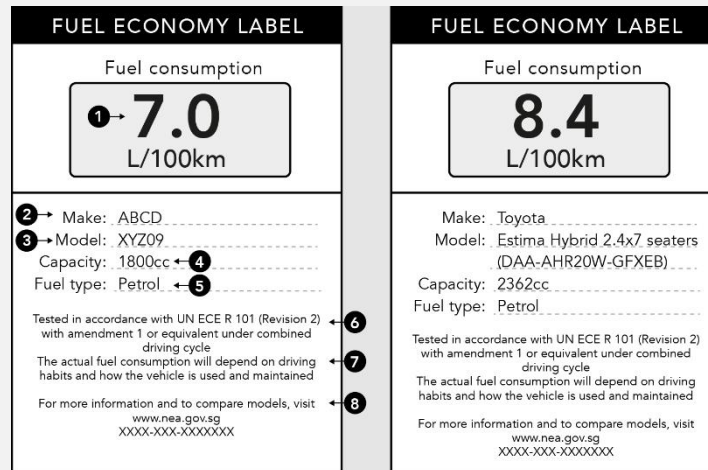 FUEL ECONOMY LABEL
Fuel consumption
1 7.0
L/100km
2 Make: ABCD
3 Model: XYZ09
Capacity: 1800cc 4
Fuel type: Petrol 5
Tested in accordance with UN ECE R 101 (Revision 2) 6
with amendment 1 or equivalent under combined
driving cycle
The actual fuel consumption will depend on driving 7
habits and how the vehicle is used and maintained
For more information and to compare models, visit 8
www.nea.gov.sg
XXXX-XXX-XXXXXXX
FUEL ECONOMY LABEL
Fuel consumption
8.4
L/100km
Make: Toyota
Model: Estima Hybrid 2.4x7 seaters
(DAA-AHR20W-GFXEB)
Capacity: 2362cc
Fuel type: Petrol
Tested in accordance with UN ECE R 101 (Revision 2)
with amendment 1 or equivalent under combined
driving cycle
The actual fuel consumption will depend on driving
habits and how the vehicle is used and maintained
For more information and to compare models, visit
www.nea.gov.sg
XXXX-XXX-XXXXXXX